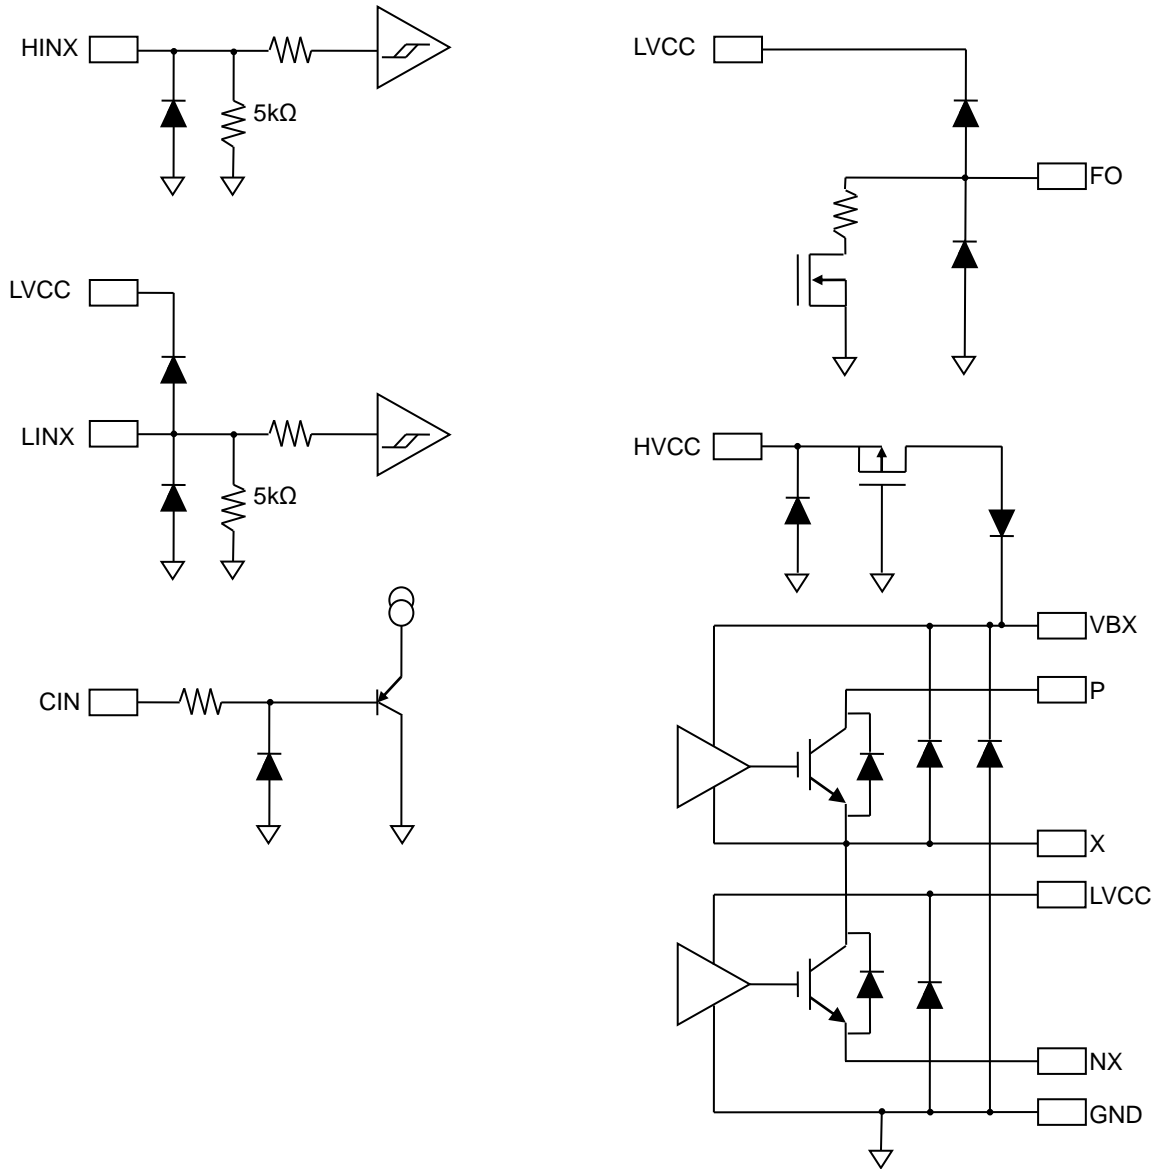 HINX
5kΩ
LVCC
LINX
5kΩ
CIN
LVCC
FO
HVCC
VBX
P
X
LVCC
NX
GND